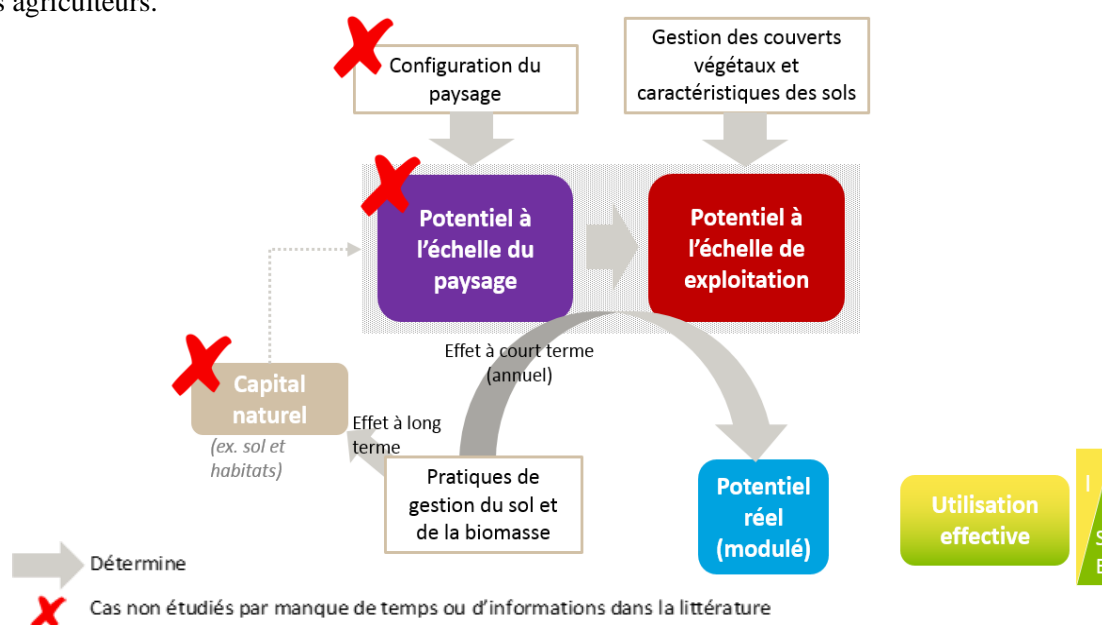 s agriculteurs.
Configuration du
paysage
Gestion des couverts
végétaux et
caractéristiques des sols
Potentiel à
l'échelle du
paysage
Potentiel à
l'échelle de
exploitation
Effet à court terme
(annuel)
Capital
naturel
(ex. sol et
habitats)
Effet à long
terme
Pratiques de
gestion du sol et
de la biomasse
Potentiel
réel
(modulé)
Utilisation
effective
Détermine
Cas non étudiés par manque de temps ou d'informations dans la littérature